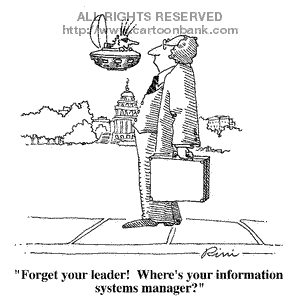 ALL RIGHTS RESERVED
http://www.cartoonbank.com
Rini
"Forget your leader!  Where's your information
systems manager?"